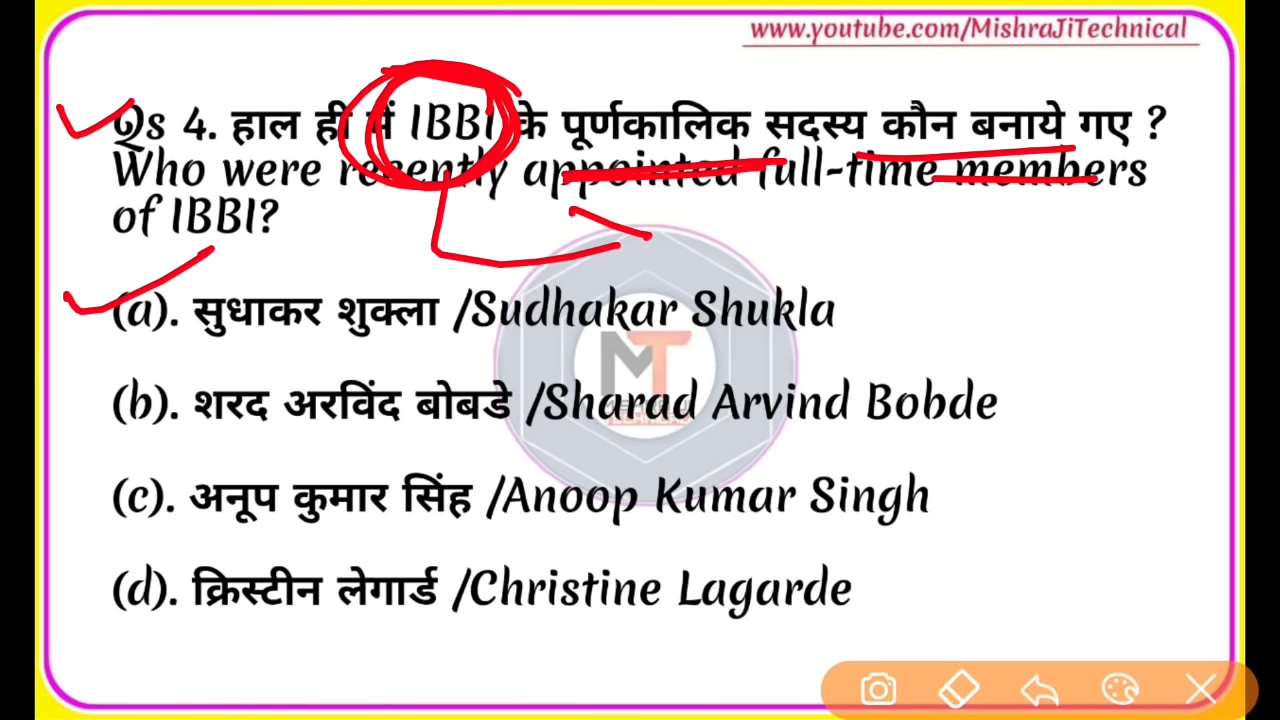 www.youtube.com/MishraJiTechnical
Qs 4. हाल ही में IBBI के पूर्णकालिक सदस्य कौन बनाये गए ?
Who were recently appointed full-time members
of IBBI?
(a). सुधाकर शुक्ला /Sudhakar Shukla
(b). शरद अरविंद बोबडे /Sharad Arvind Bobde
(c). अनूप कुमार सिंह /Anoop Kumar Singh
(d). क्रिस्टीन लेगार्ड /Christine Lagarde